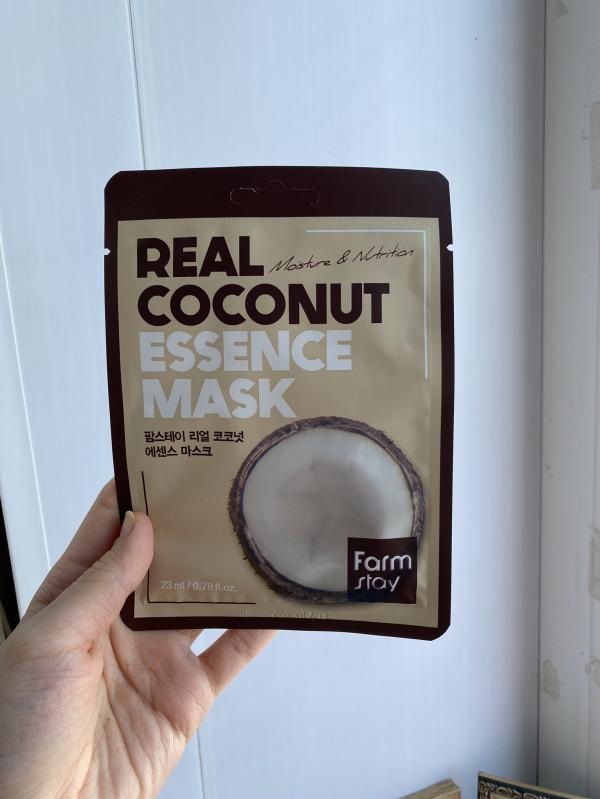 REAL Moisture & Nutrition
COCONUT
ESSENCE
MASK
팜스테이 리얼 코코넛
에센스 마스크
Farm
stay
23 ml / 0.78 fl.oz.